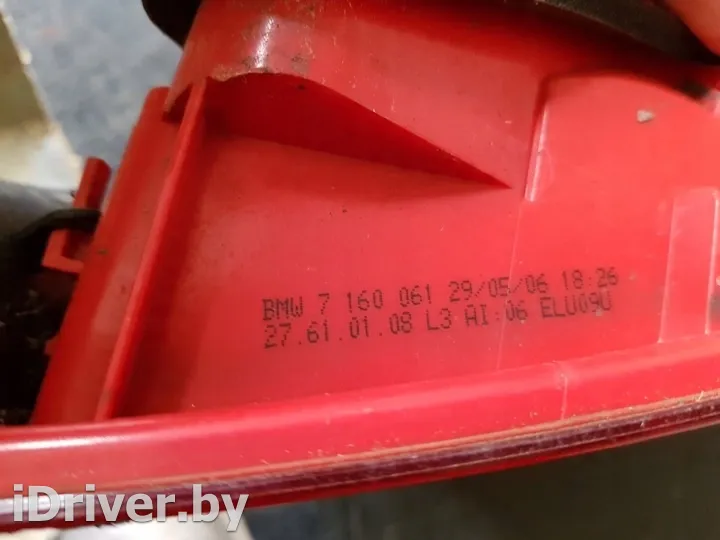 BMW 7 160 061 29/05/06 18:26
27.61.01.08 L3 AI:06 ELU09U
iDriver.by